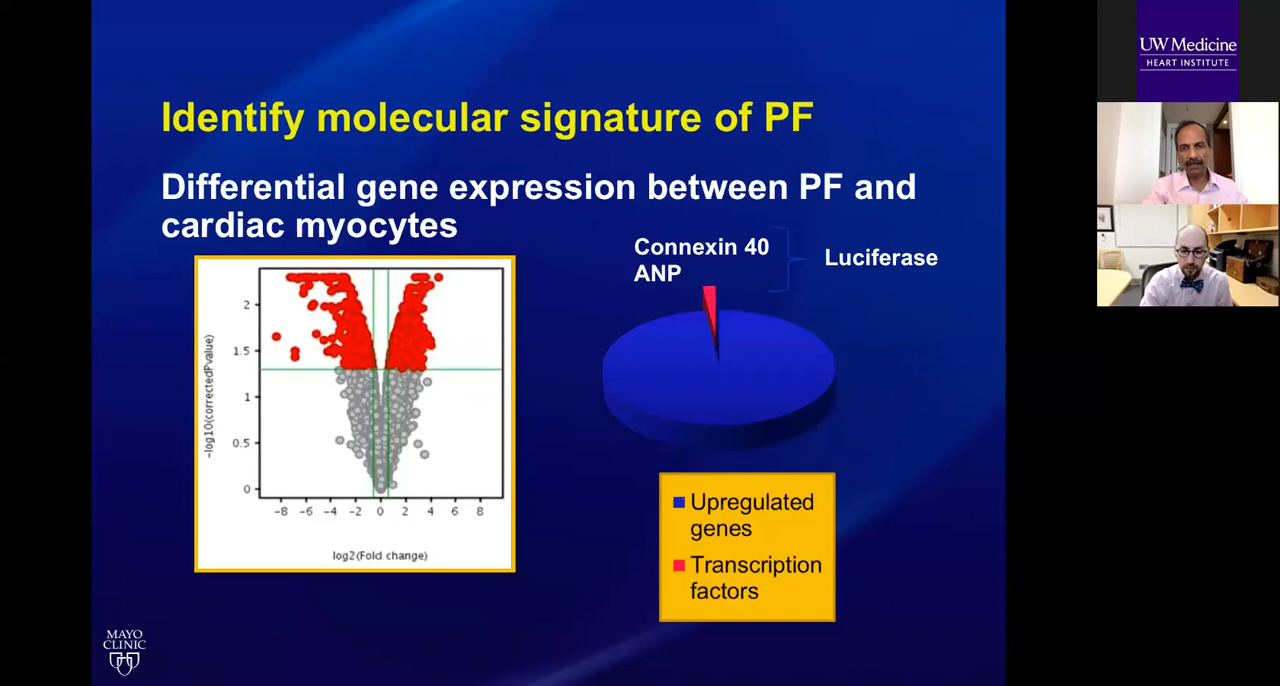 Identify molecular signature of PF
Differential gene expression between PF and
cardiac myocytes
Connexin 40
ANP
Luciferase
2
1.5
1
0.5
0
-log10(correctedPvalue)
-8 -6 -4 -2 0 2 4 6 8
log2(Fold change)
Upregulated
genes
Transcription
factors
MAYO
CLINIC
UW Medicine
HEART INSTITUTE